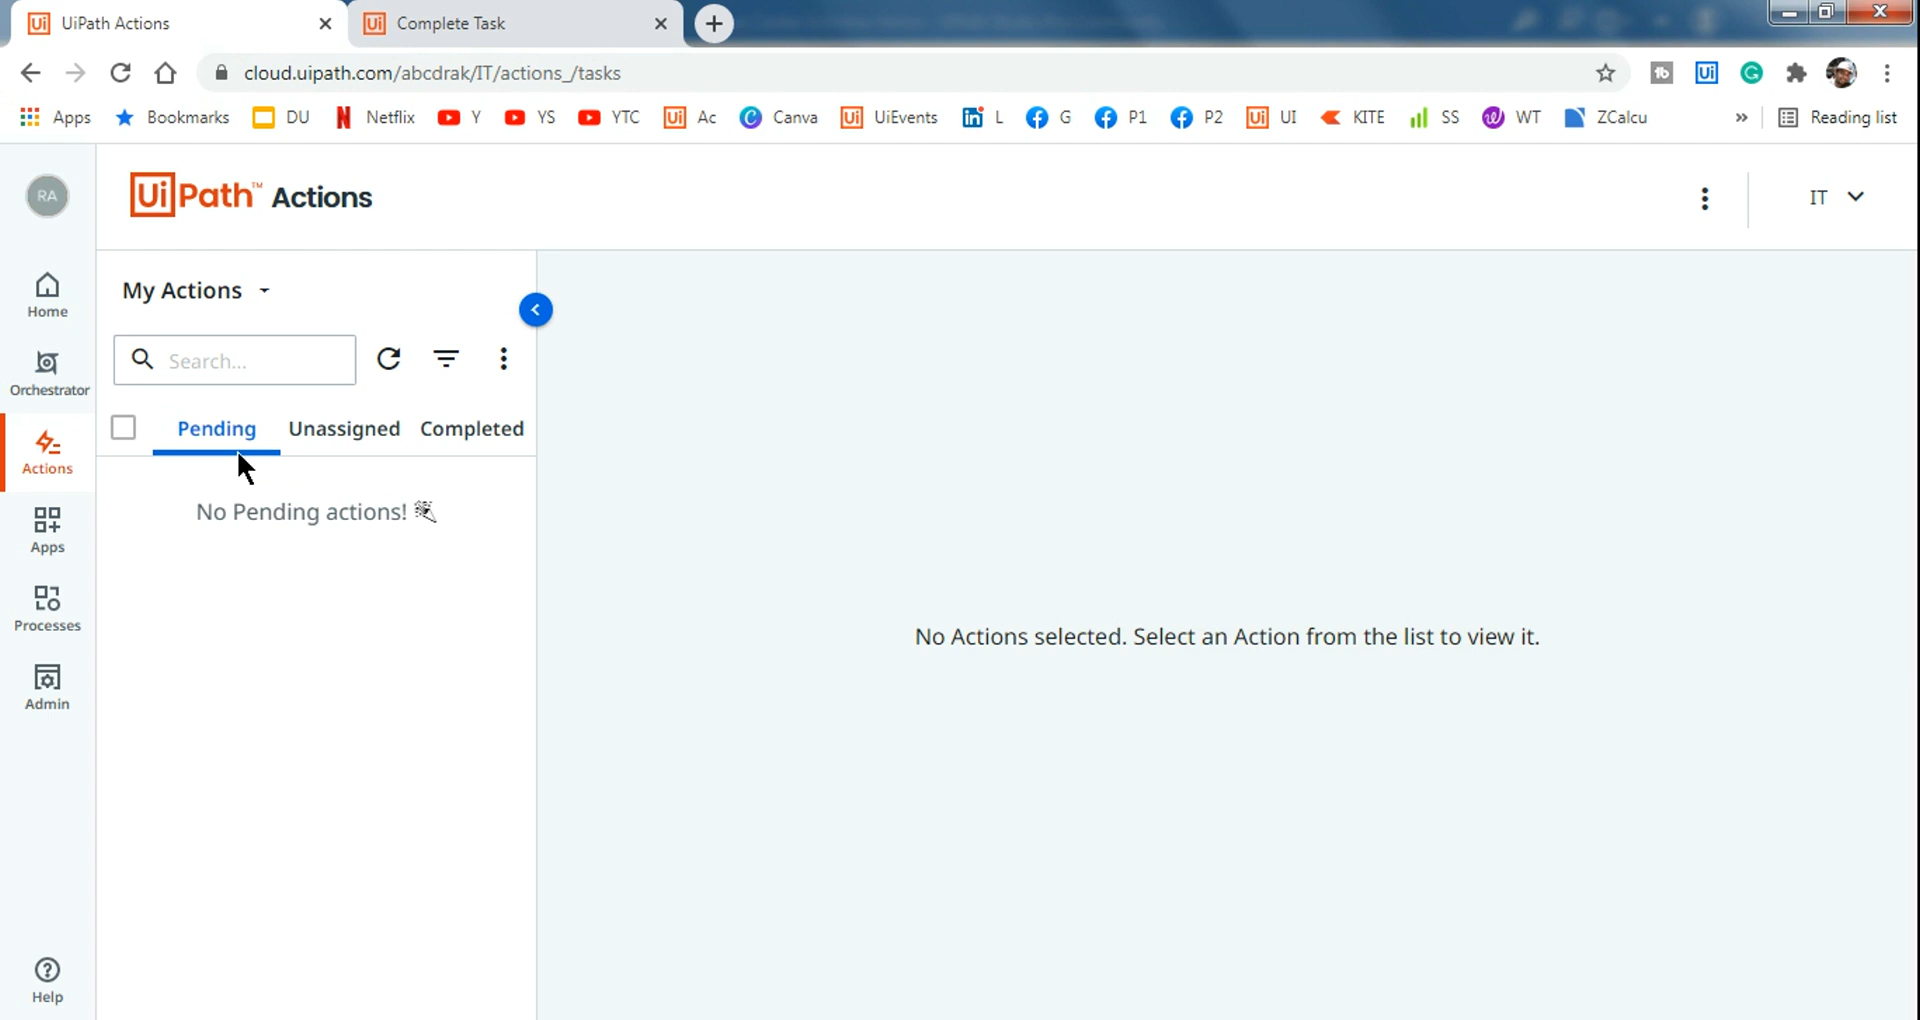 UiPath Actions
Complete Task
cloud.uipath.com/abcdrak/IT/actions_/tasks
Apps Bookmarks DU Netflix Y YS YTC Ac Canva UiEvents L G P1 P2 UI KITE SS WT ZCalcu » Reading list
RA
UiPath™ Actions
IT
Home
Orchestrator
Actions
Apps
Processes
Admin
Help
My Actions
Search...
Pending Unassigned Completed
No Pending actions!
No Actions selected. Select an Action from the list to view it.